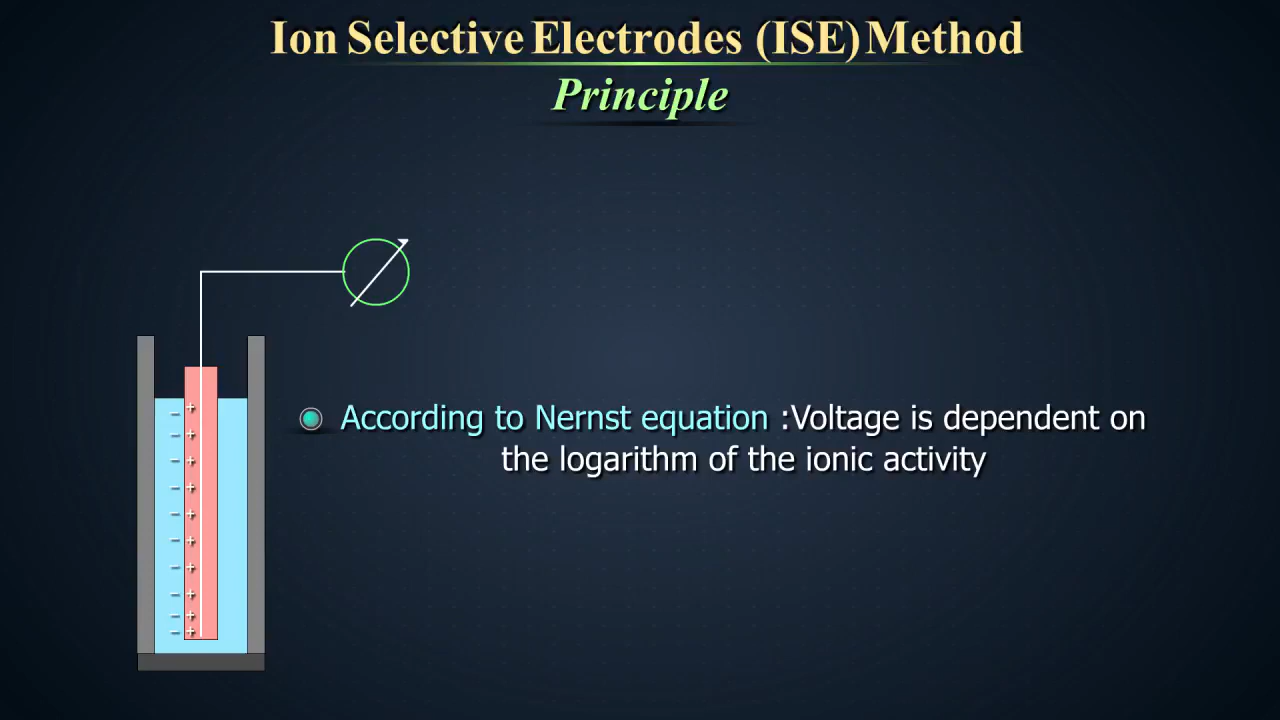 Ion Selective Electrodes (ISE) Method
Principle
According to Nernst equation :Voltage is dependent on
the logarithm of the ionic activity
− +
− +
− +
− +
− +
− +
− +
− +
− +
− +